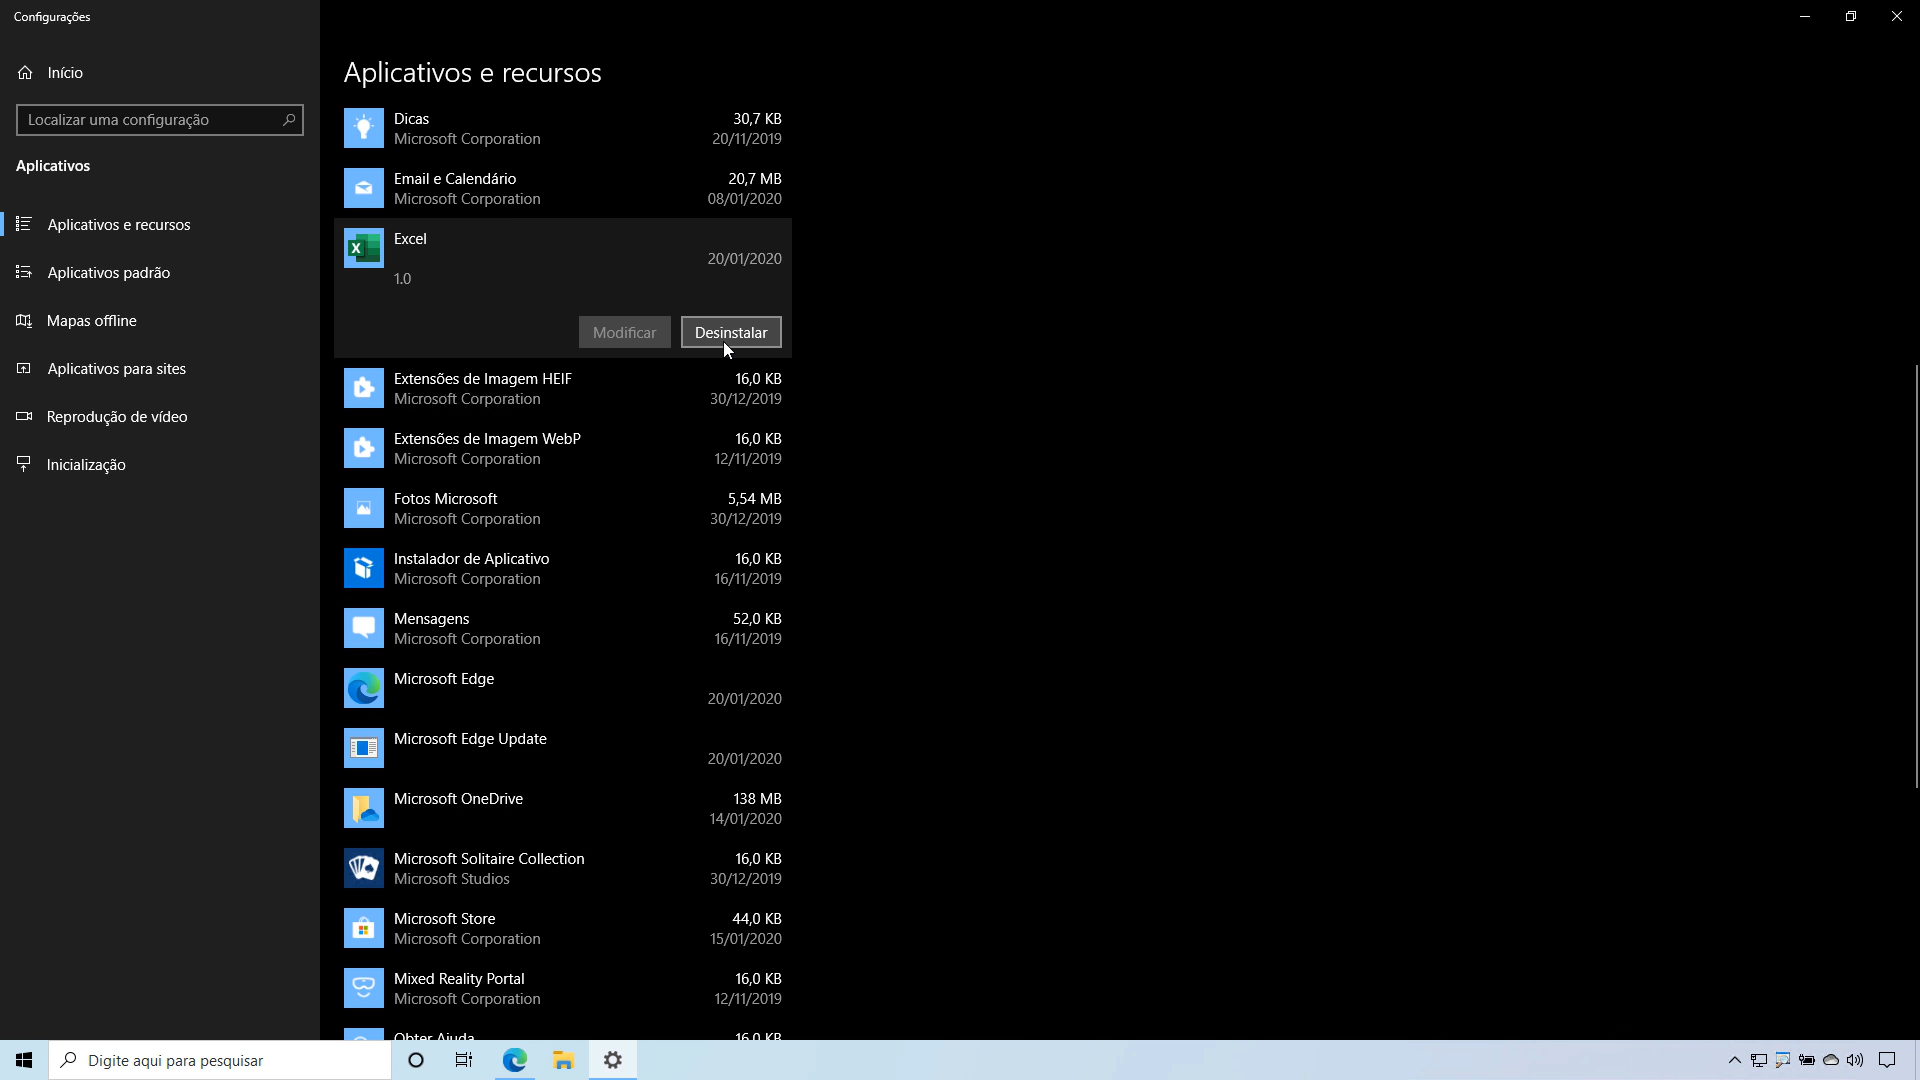 Configurações
Início
Localizar uma configuração
Aplicativos
Aplicativos e recursos
Aplicativos padrão
Mapas offline
Aplicativos para sites
Reprodução de vídeo
Inicialização
Aplicativos e recursos
Dicas 30,7 KB
Microsoft Corporation 20/11/2019
Email e Calendário 20,7 MB
Microsoft Corporation 08/01/2020
Excel
20/01/2020
1.0
Modificar Desinstalar
Extensões de Imagem HEIF 16,0 KB
Microsoft Corporation 30/12/2019
Extensões de Imagem WebP 16,0 KB
Microsoft Corporation 12/11/2019
Fotos Microsoft 5,54 MB
Microsoft Corporation 30/12/2019
Instalador de Aplicativo 16,0 KB
Microsoft Corporation 16/11/2019
Mensagens 52,0 KB
Microsoft Corporation 16/11/2019
Microsoft Edge
20/01/2020
Microsoft Edge Update
20/01/2020
Microsoft OneDrive 138 MB
14/01/2020
Microsoft Solitaire Collection 16,0 KB
Microsoft Studios 30/12/2019
Microsoft Store 44,0 KB
Microsoft Corporation 15/01/2020
Mixed Reality Portal 16,0 KB
Microsoft Corporation 12/11/2019
Obter Ajuda 16,0 KB
Digite aqui para pesquisar